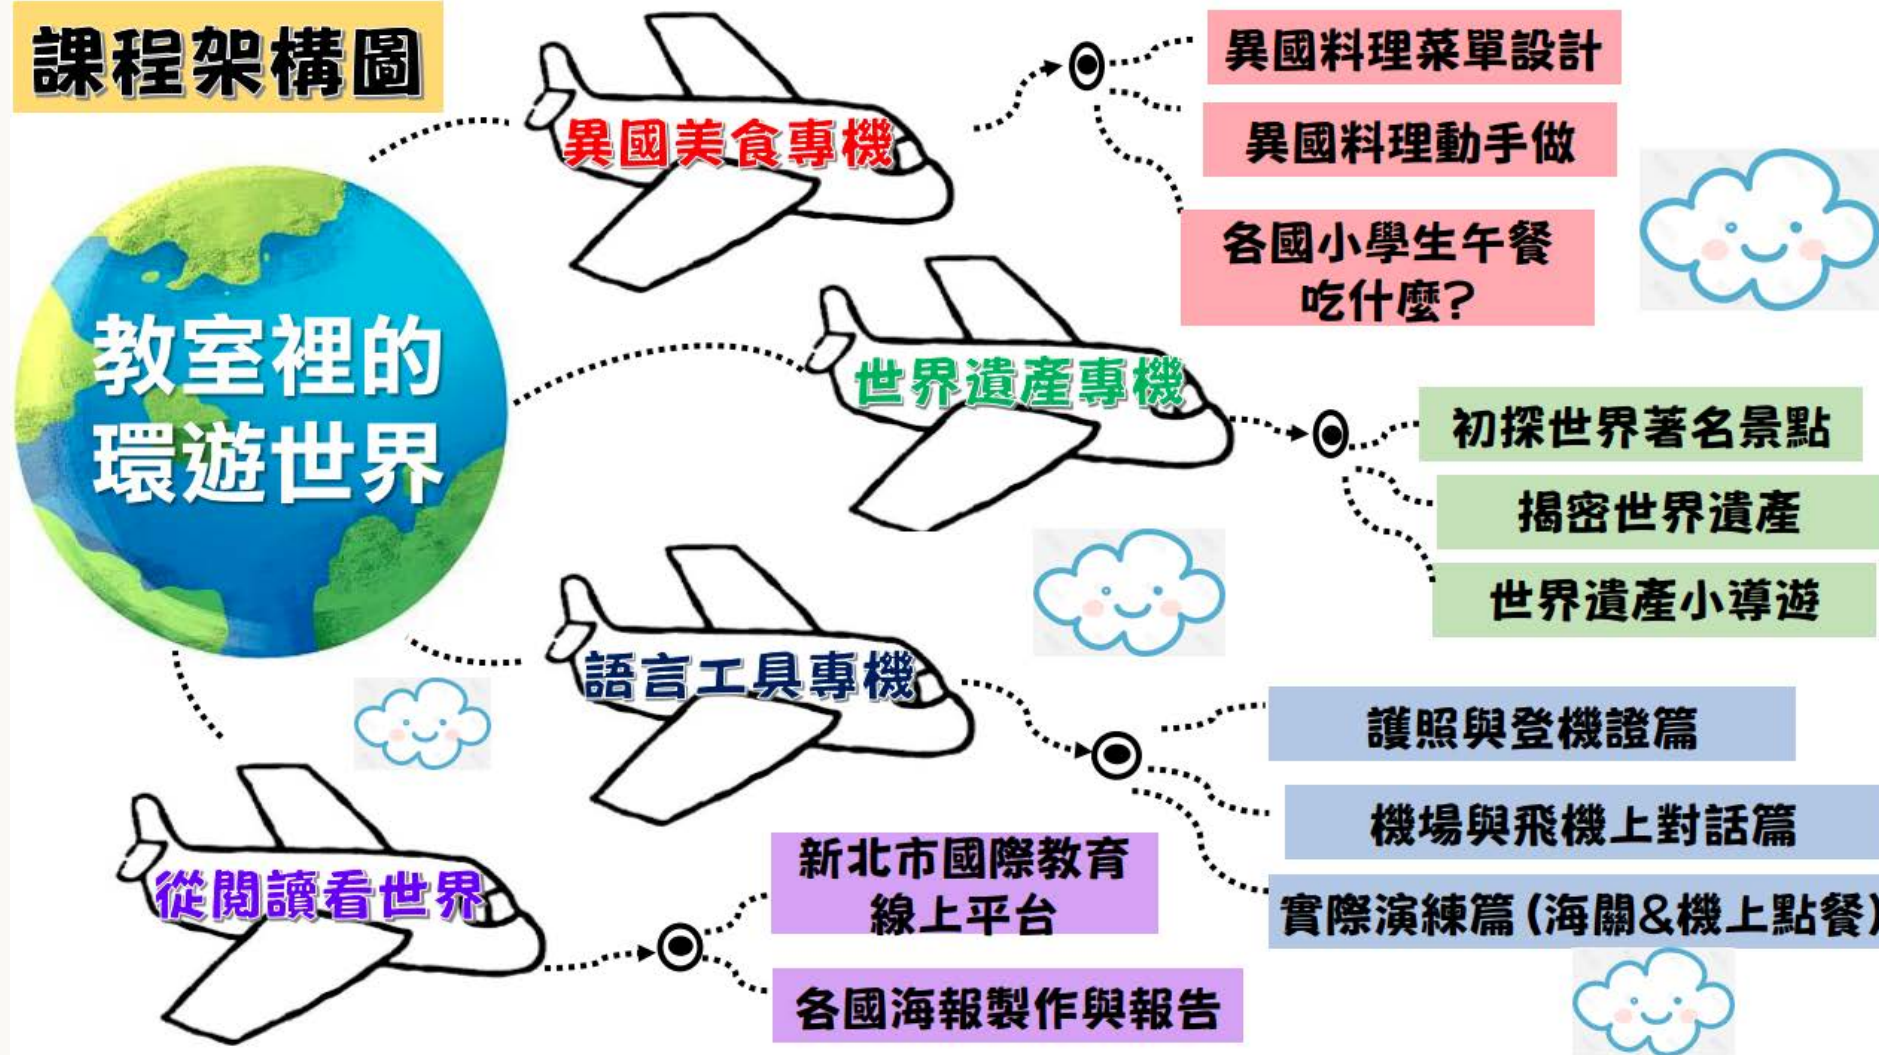 課程架構圖
教室裡的
環遊世界
異國美食專機
異國料理菜單設計
異國料理動手做
各國小學生午餐
吃什麼?
世界遺產專機
初探世界著名景點
揭密世界遺產
世界遺產小導遊
語言工具專機
護照與登機證篇
機場與飛機上對話篇
實際演練篇(海關&機上點餐)
從閱讀看世界
新北市國際教育
線上平台
各國海報製作與報告